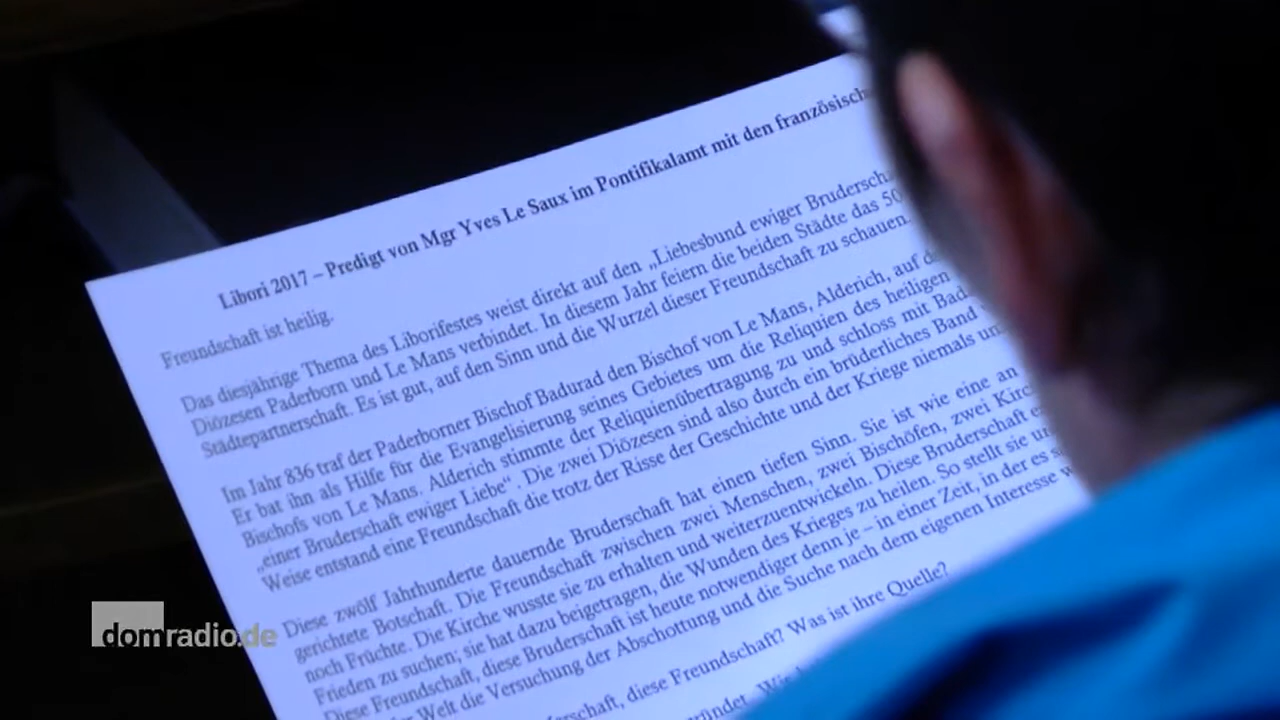 Libori 2017 – Predigt von Mgr Yves Le Saux im Pontifikalamt mit den französisch
Freundschaft ist heilig.
Das diesjährige Thema des Liborifestes weist direkt auf den „Liebesbund ewiger Brudersch
Diözesen Paderborn und Le Mans verbindet. In diesem Jahr feiern die beiden Städte das 50
Städtepartnerschaft. Es ist gut, auf den Sinn und die Wurzel dieser Freundschaft zu schauen.
Im Jahr 836 traf der Paderborner Bischof Badurad den Bischof von Le Mans, Alderich, auf d
Er bat ihn als Hilfe für die Evangelisierung seines Gebietes um die Reliquien des heiligen
Bischofs von Le Mans. Alderich stimmte der Reliquienübertragung zu und schloss mit Bad
„einer Bruderschaft ewiger Liebe“. Die zwei Diözesen sind also durch ein brüderliches Band
Weise entstand eine Freundschaft die trotz der Risse der Geschichte und der Kriege niemals un
Diese zwölf Jahrhunderte dauernde Bruderschaft hat einen tiefen Sinn. Sie ist wie eine an
gerichtete Botschaft. Die Freundschaft zwischen zwei Menschen, zwei Bischöfen, zwei Kirc
noch Früchte. Die Kirche wusste sie zu erhalten und weiterzuentwickeln. Diese Bruderschaft e
Frieden zu suchen; sie hat dazu beigetragen, die Wunden des Krieges zu heilen. So stellt sie un
Diese Freundschaft, diese Bruderschaft ist heute notwendiger denn je – in einer Zeit, in der es s
der Welt die Versuchung der Abschottung und die Suche nach dem eigenen Interesse w
derschaft, diese Freundschaft? Was ist ihre Quelle?
ründet. Wie
domradio.de